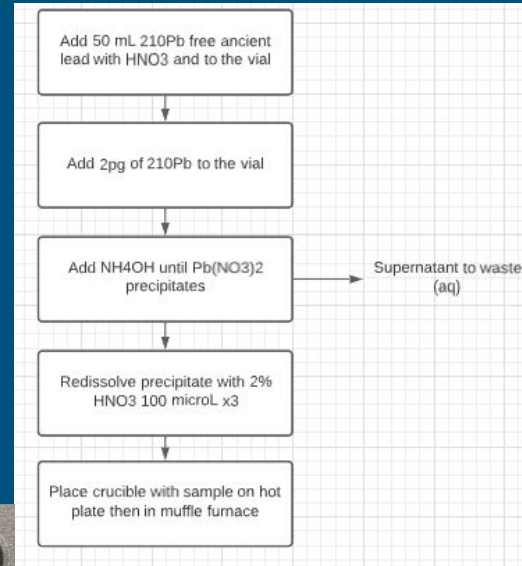 Add 50 mL 210Pb free ancient
lead with HNO3 and to the vial
Add 2pg of 210Pb to the vial
Add NH4OH until Pb(NO3)2
precipitates
Supernatant to waste
(aq)
Redissolve precipitate with 2%
HNO3 100 microL x3
Place crucible with sample on hot
plate then in muffle furnace